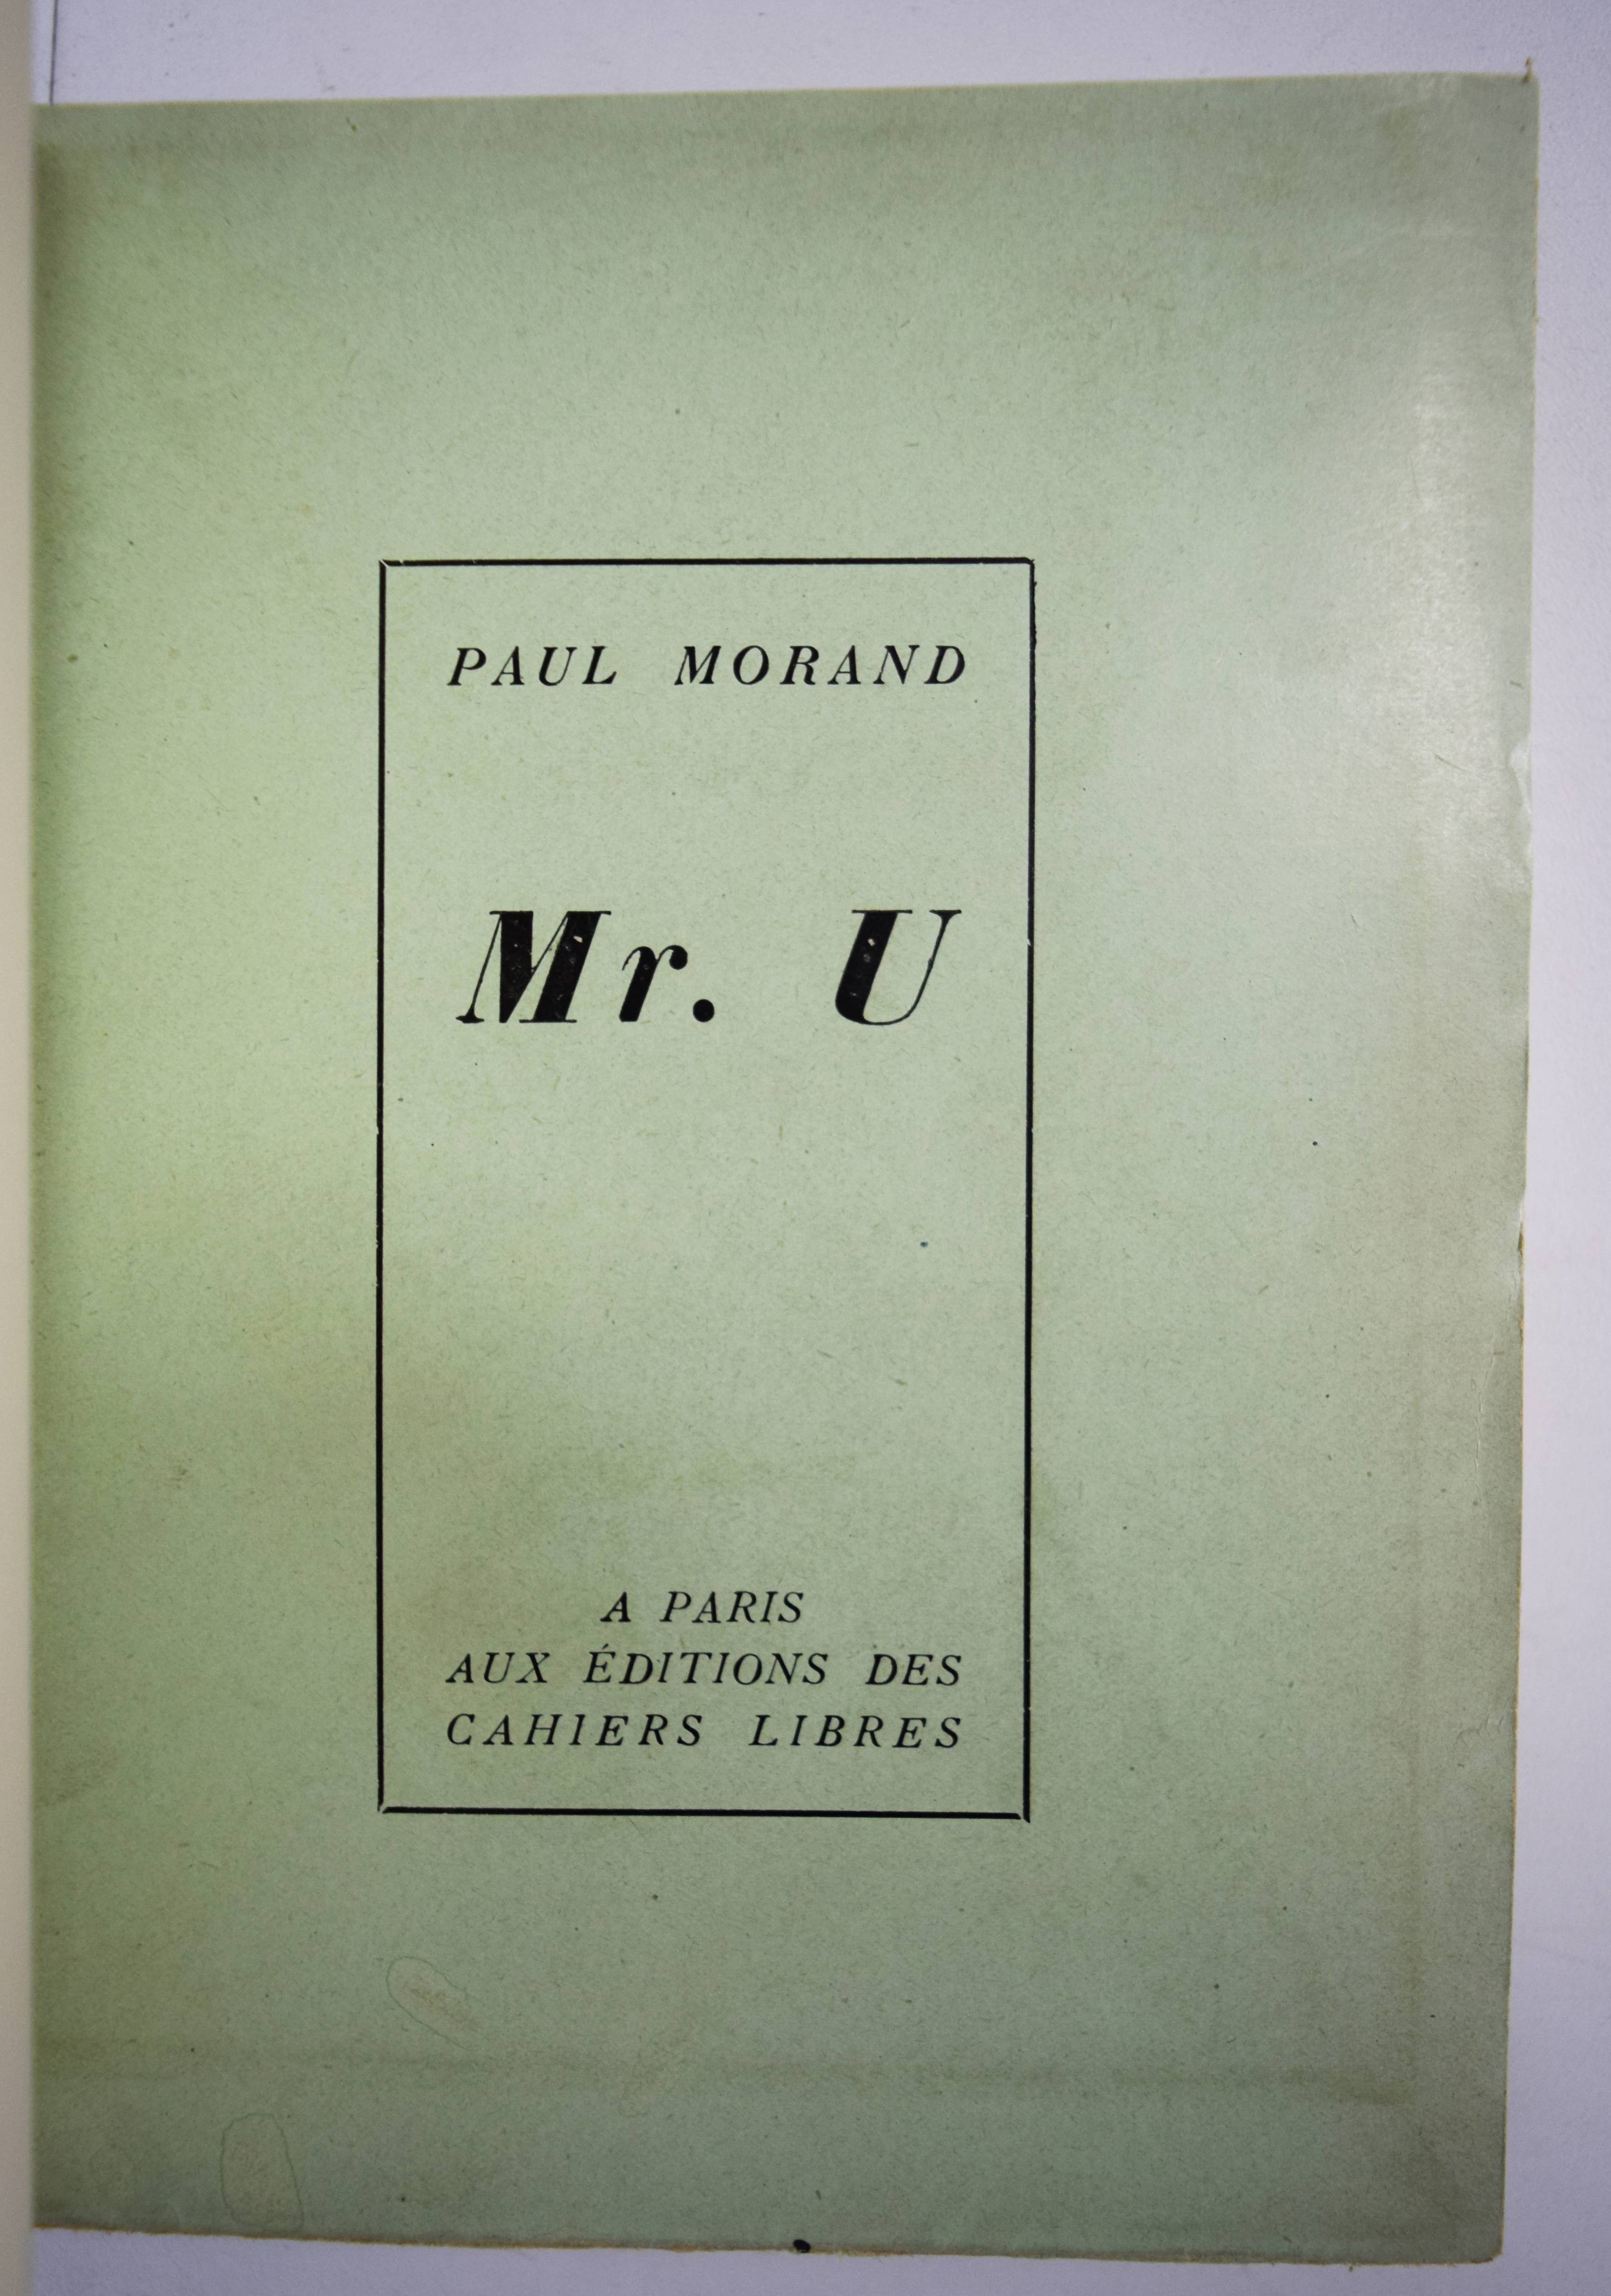 PAUL MORAND
Mr. U
A PARIS
AUX ÉDITIONS DES
CAHIERS LIBRES